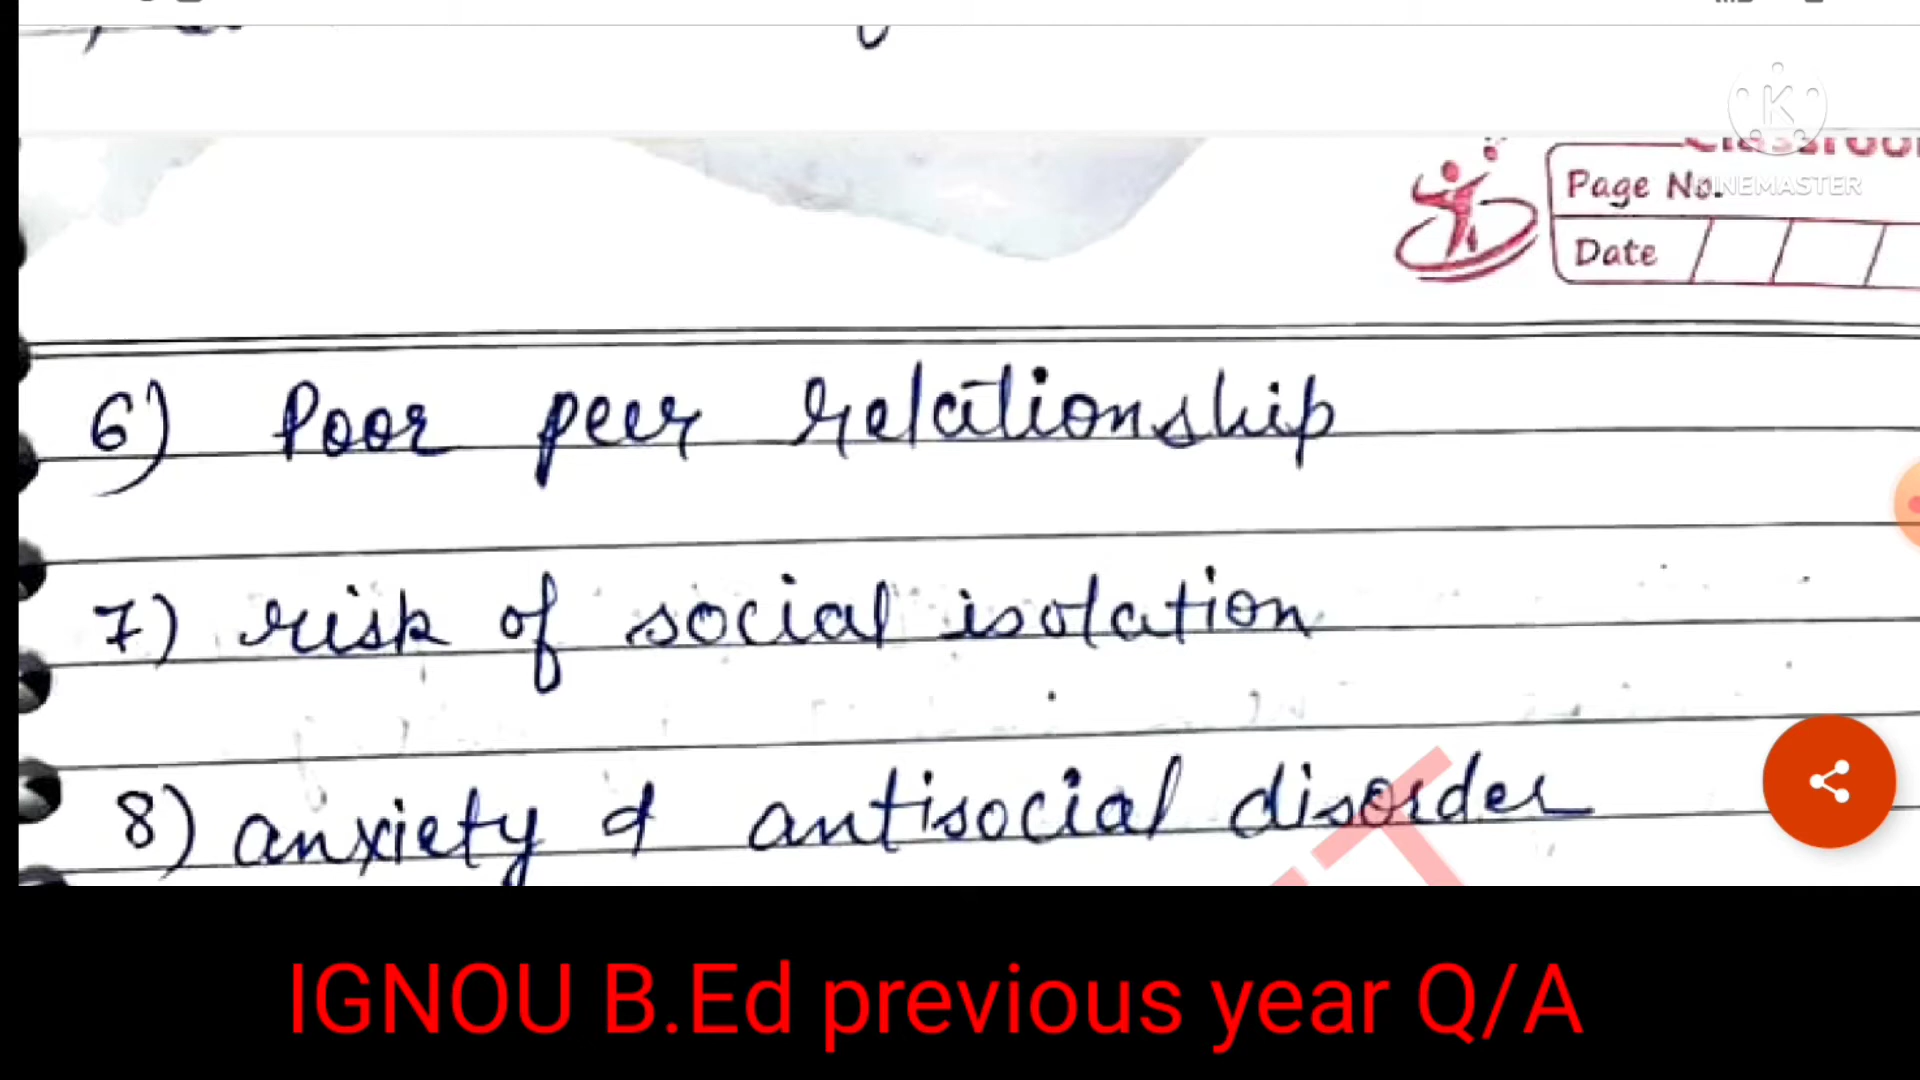 KINEMASTER
Page No.
Date
6) Poor peer relationship
7) risk of social isolation
8) anxiety & antisocial disorder
IGNOU B.Ed previous year Q/A